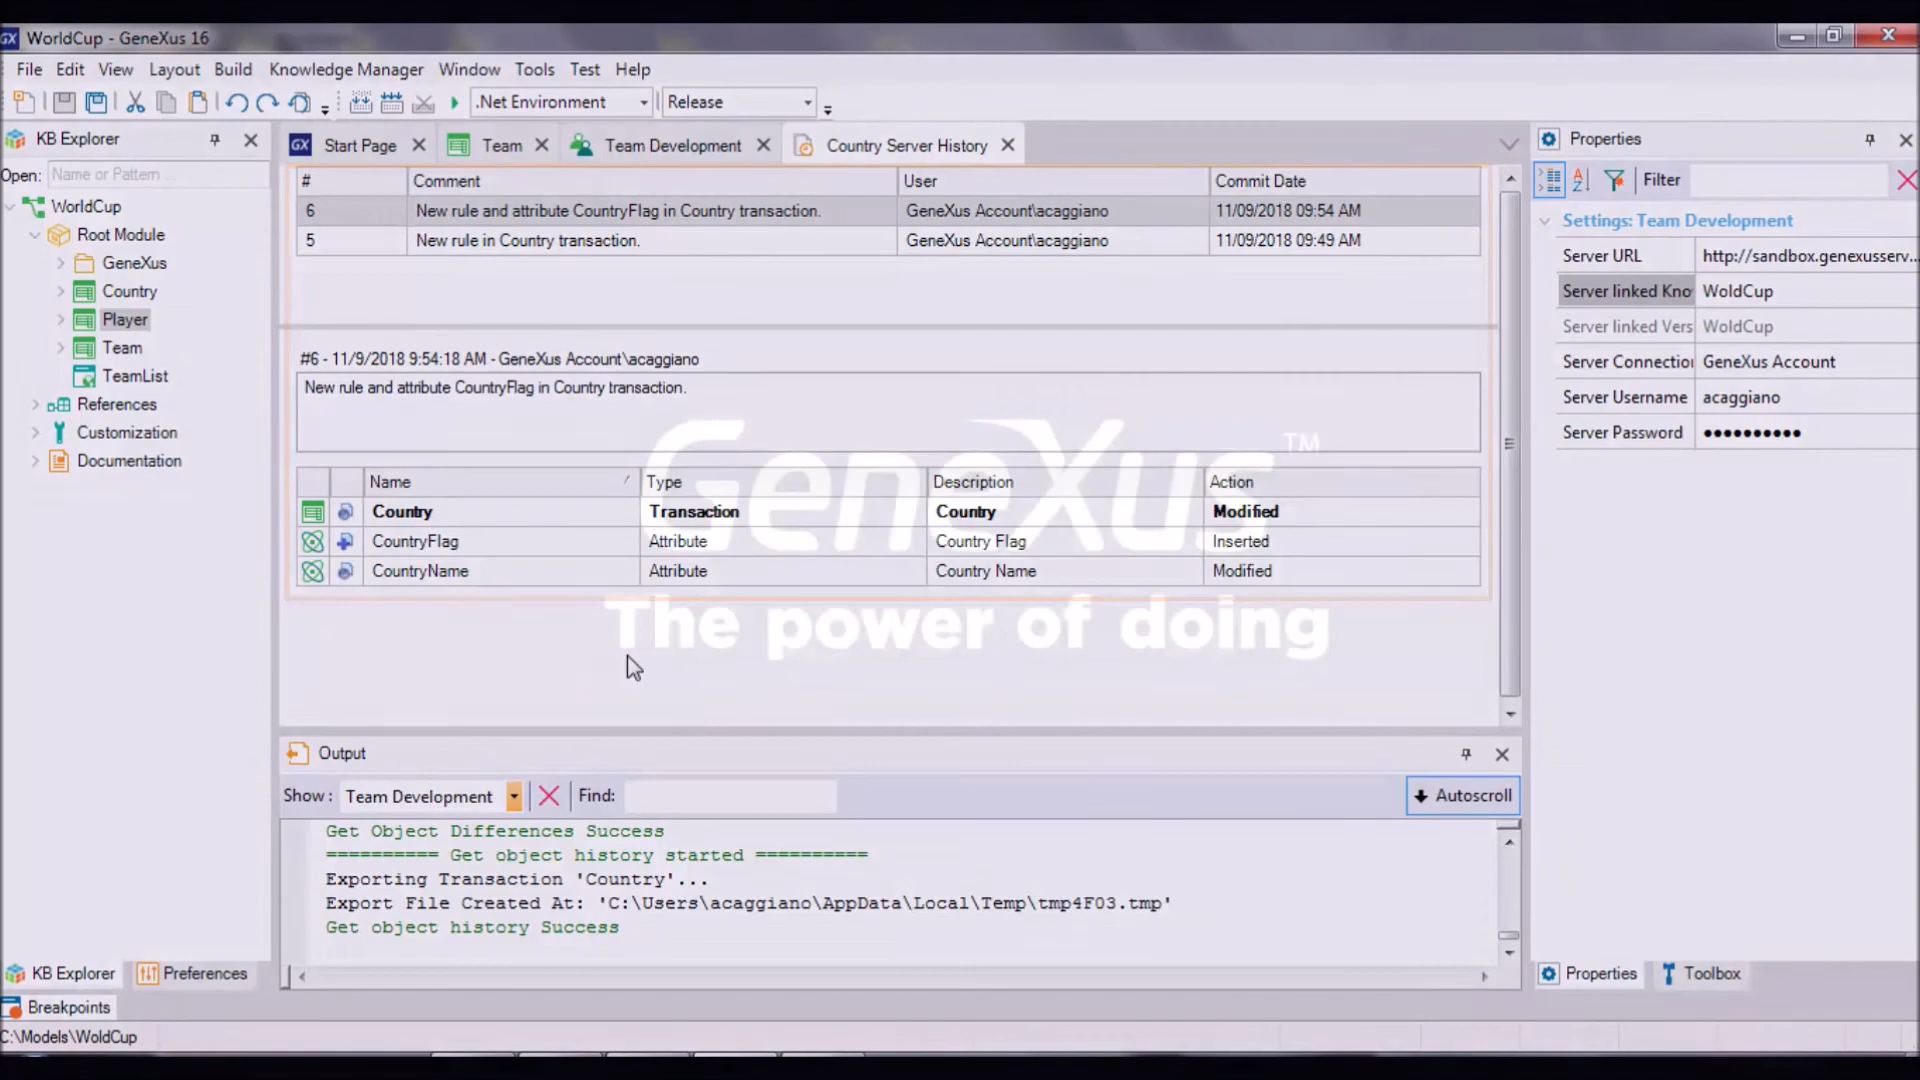 GX WorldCup - GeneXus 16
File Edit View Layout Build Knowledge Manager Window Tools Test Help
.Net Environment Release
KB Explorer
Open: Name or Pattern ...
WorldCup
Root Module
GeneXus
Country
Player
Team
TeamList
References
Customization
Documentation
GX Start Page Team Team Development Country Server History
# Comment User Commit Date
6 New rule and attribute CountryFlag in Country transaction. GeneXus Account\acaggiano 11/09/2018 09:54 AM
5 New rule in Country transaction. GeneXus Account\acaggiano 11/09/2018 09:49 AM
#6 - 11/9/2018 9:54:18 AM - GeneXus Account\acaggiano
New rule and attribute CountryFlag in Country transaction.
Name Type Description Action
Country Transaction Country Modified
CountryFlag Attribute Country Flag Inserted
CountryName Attribute Country Name Modified
GeneXus™
The power of doing
Output
Show : Team Development Find: Autoscroll
Get Object Differences Success
========== Get object history started ==========
Exporting Transaction 'Country'...
Export File Created At: 'C:\Users\acaggiano\AppData\Local\Temp\tmp4F03.tmp'
Get object history Success
Properties
Filter
Settings: Team Development
Server URL http://sandbox.genexusserv...
Server linked Kno WoldCup
Server linked Vers WoldCup
Server Connection GeneXus Account
Server Username acaggiano
Server Password ●●●●●●●●●●
KB Explorer Preferences
Properties Toolbox
Breakpoints
C:\Models\WoldCup